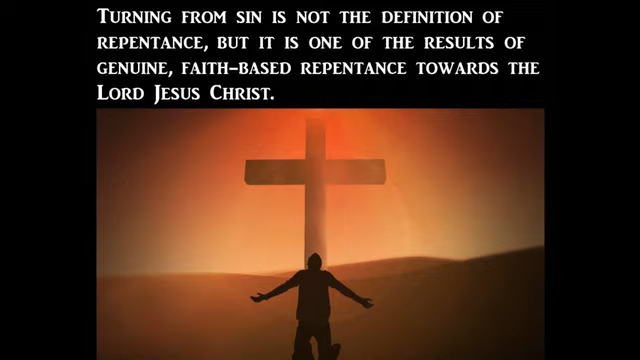 Turning from sin is not the definition of
repentance, but it is one of the results of
genuine, faith-based repentance towards the
Lord Jesus Christ.